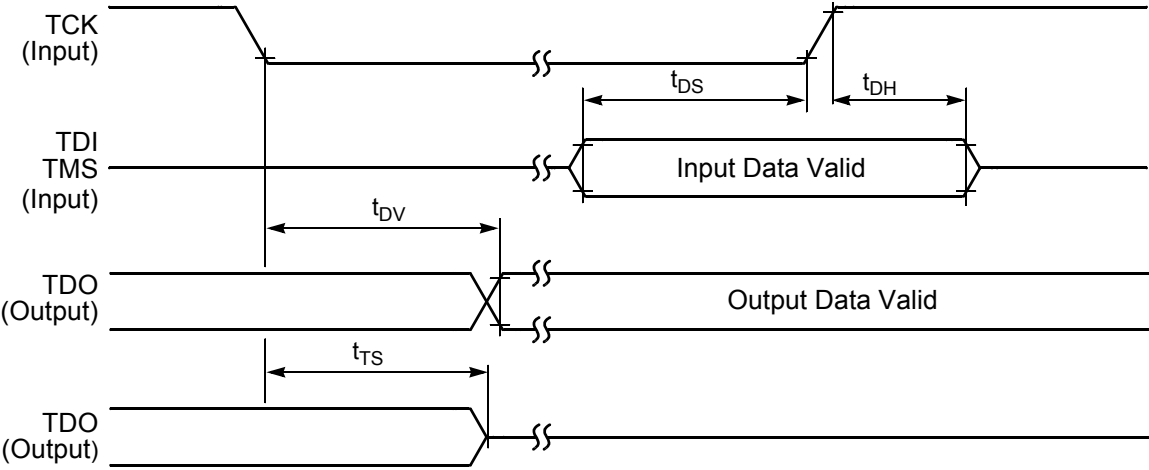 TCK
(Input)
tDS
tDH
TDI
TMS
(Input)
Input Data Valid
tDV
TDO
(Output)
Output Data Valid
tTS
TDO
(Output)